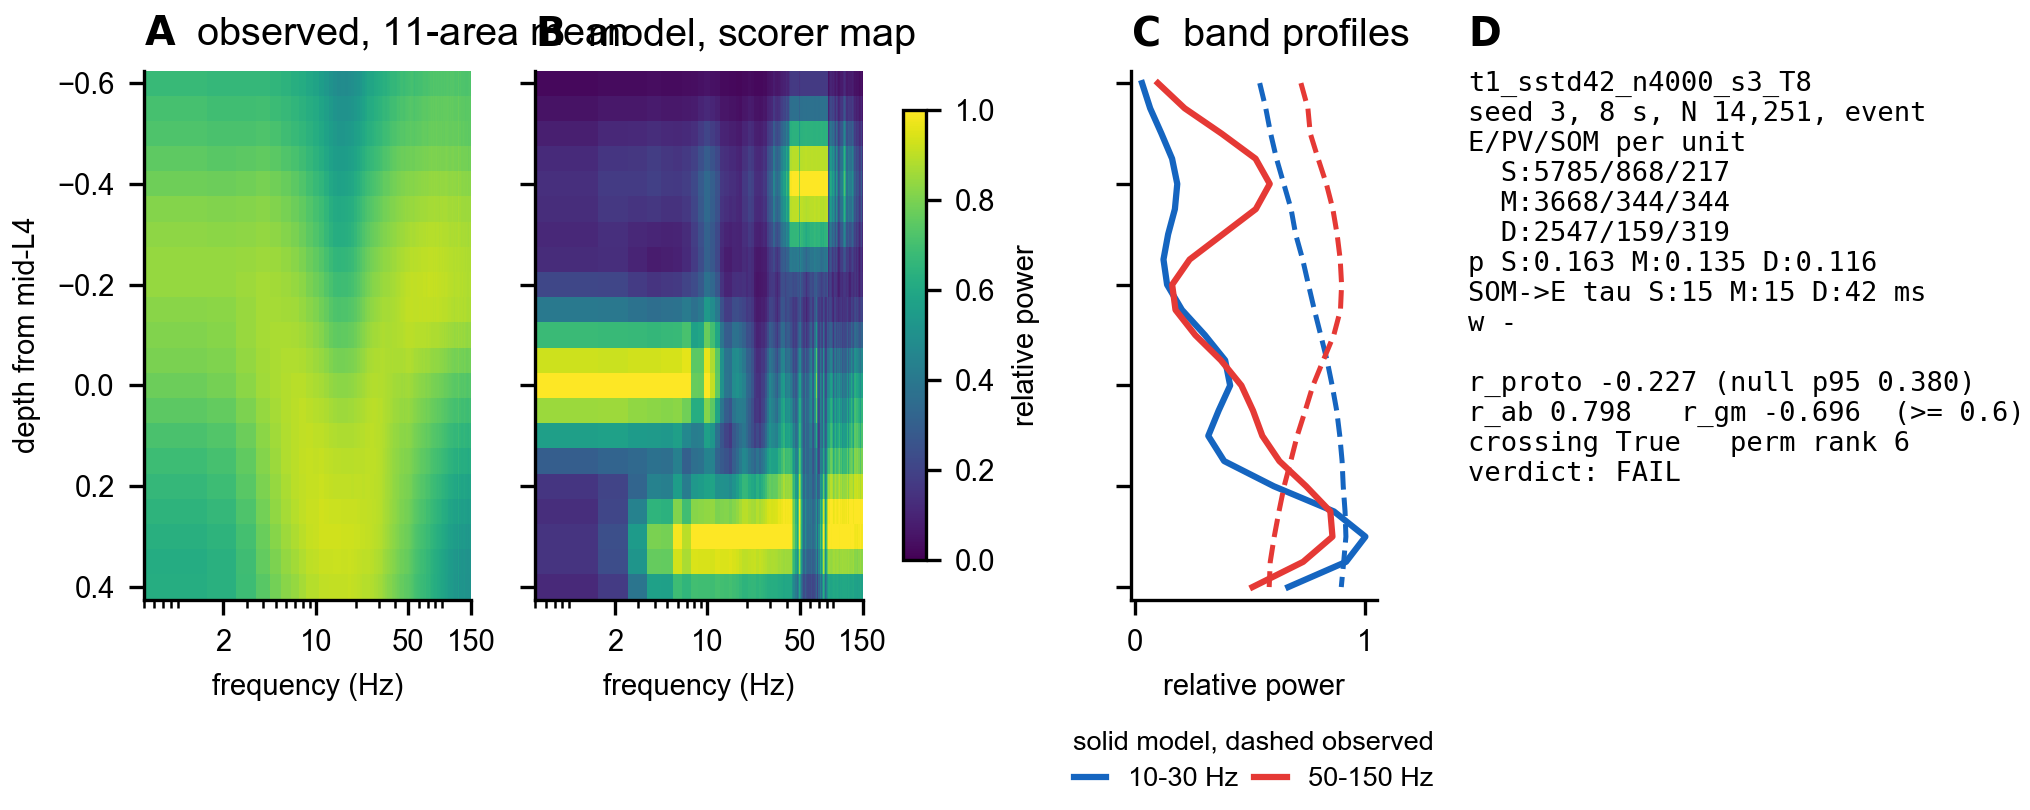 A observed, 11-area mean
B model, scorer map
C band profiles
D
−0.6
−0.4
−0.2
0.0
0.2
0.4
depth from mid-L4
2 10 50 150
frequency (Hz)
2 10 50 150
frequency (Hz)
1.0
0.8
0.6
0.4
0.2
0.0
relative power
0 1
relative power
solid model, dashed observed
10-30 Hz 50-150 Hz
t1_sstd42_n4000_s3_T8
seed 3, 8 s, N 14,251, event
E/PV/SOM per unit
S:5785/868/217
M:3668/344/344
D:2547/159/319
p S:0.163 M:0.135 D:0.116
SOM->E tau S:15 M:15 D:42 ms
w -
r_proto -0.227 (null p95 0.380)
r_ab 0.798 r_gm -0.696 (>= 0.6)
crossing True perm rank 6
verdict: FAIL